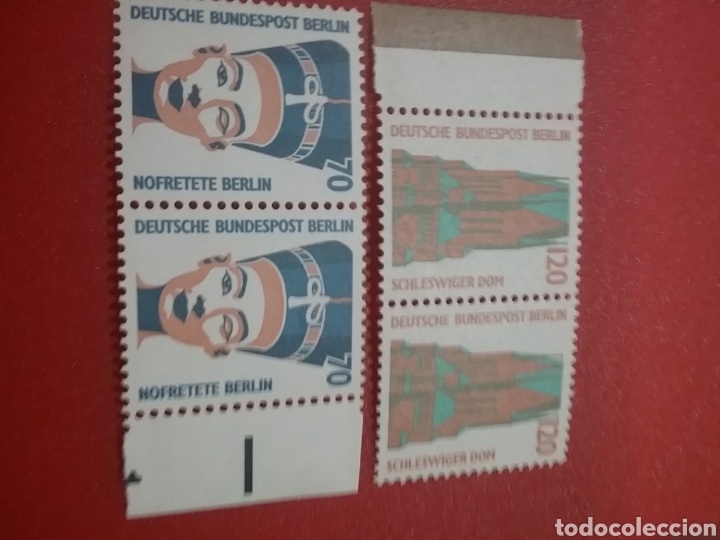 DEUTSCHE BUNDESPOST BERLIN
70
NOFRETETE BERLIN
DEUTSCHE BUNDESPOST BERLIN
70
NOFRETETE BERLIN
DEUTSCHE BUNDESPOST BERLIN
120
SCHLESWIGER DOM
DEUTSCHE BUNDESPOST BERLIN
120
SCHLESWIGER DOM
todocoleccion